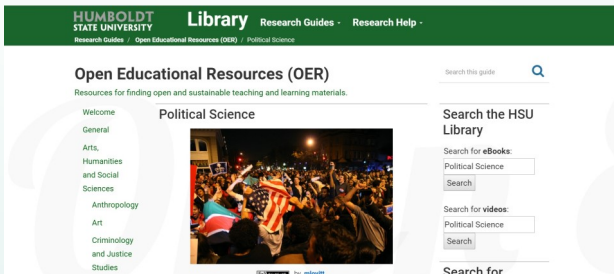 HUMBOLDT
STATE UNIVERSITY
Library
Research Guides -
Research Help -
Research Guides / Open Educational Resources (OER) / Political Science
Open Educational Resources (OER)
Resources for finding open and sustainable teaching and learning materials.
Search this guide
Welcome
General
Arts,
Humanities
and Social
Sciences
Anthropology
Art
Criminology
and Justice
Studies
Political Science
by mlovitt
Search the HSU
Library
Search for eBooks:
Political Science
Search
Search for videos:
Political Science
Search
Search for